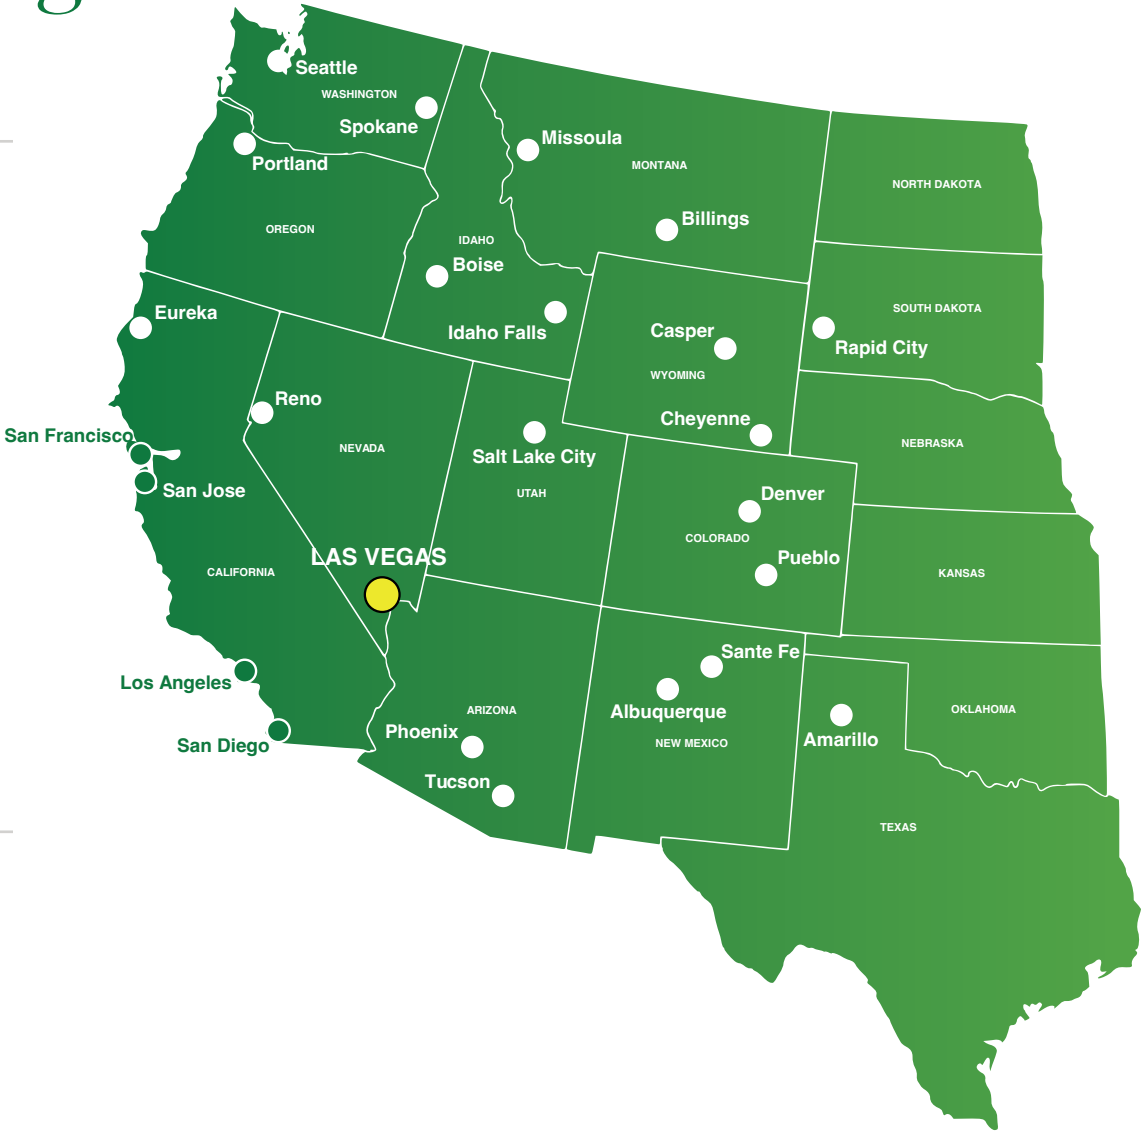 g
Seattle
WASHINGTON
Spokane
Portland
Missoula
MONTANA
NORTH DAKOTA
Billings
OREGON
IDAHO
Boise
Eureka
Idaho Falls
Casper
SOUTH DAKOTA
Rapid City
WYOMING
Reno
Cheyenne
San Francisco
NEVADA
Salt Lake City
NEBRASKA
San Jose
UTAH
Denver
COLORADO
Pueblo
LAS VEGAS
CALIFORNIA
KANSAS
Sante Fe
Los Angeles
ARIZONA
Albuquerque
OKLAHOMA
Phoenix
NEW MEXICO
Amarillo
San Diego
Tucson
TEXAS